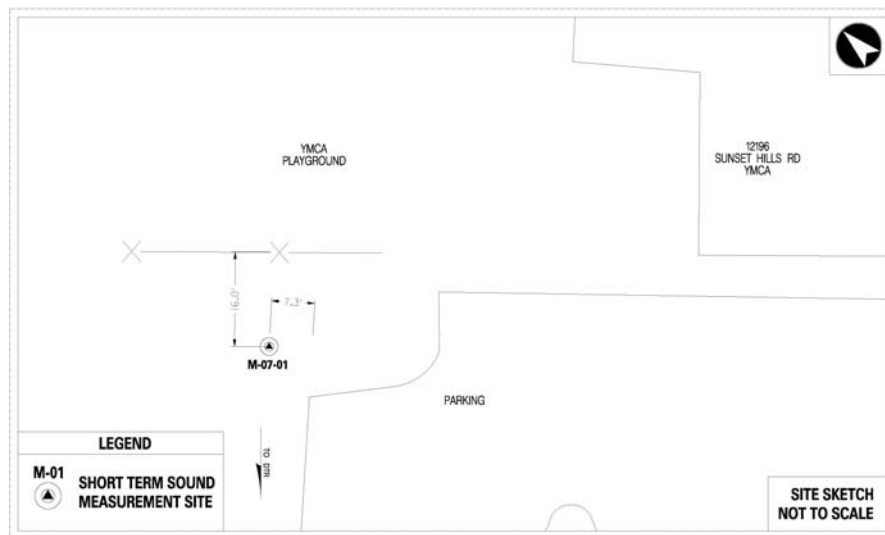 YMCA
PLAYGROUND
12196
SUNSET HILLS RD
YMCA
16.0'
7.3'
M-07-01
PARKING
TO DTR
LEGEND
M-01
SHORT TERM SOUND
MEASUREMENT SITE
SITE SKETCH
NOT TO SCALE